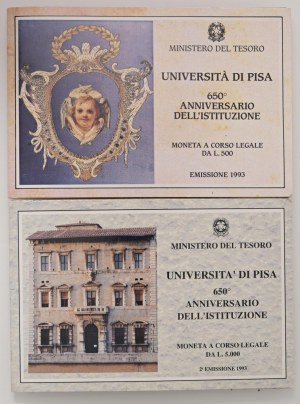 MINISTERO DEL TESORO
UNIVERSITÀ DI PISA
650°
ANNIVERSARIO
DELL'ISTITUZIONE
MONETA A CORSO LEGALE
DA L. 500
EMISSIONE 1993
MINISTERO DEL TESORO
UNIVERSITA' DI PISA
650°
ANNIVERSARIO
DELL'ISTITUZIONE
MONETA A CORSO LEGALE
DA L. 5.000
2ª EMISSIONE 1993